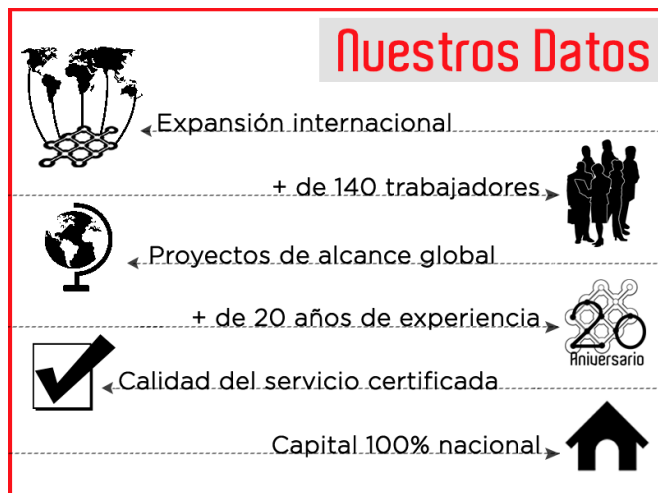 Nuestros Datos
Expansión internacional
+ de 140 trabajadores
Proyectos de alcance global
+ de 20 años de experiencia
20
Aniversario
Calidad del servicio certificada
Capital 100% nacional